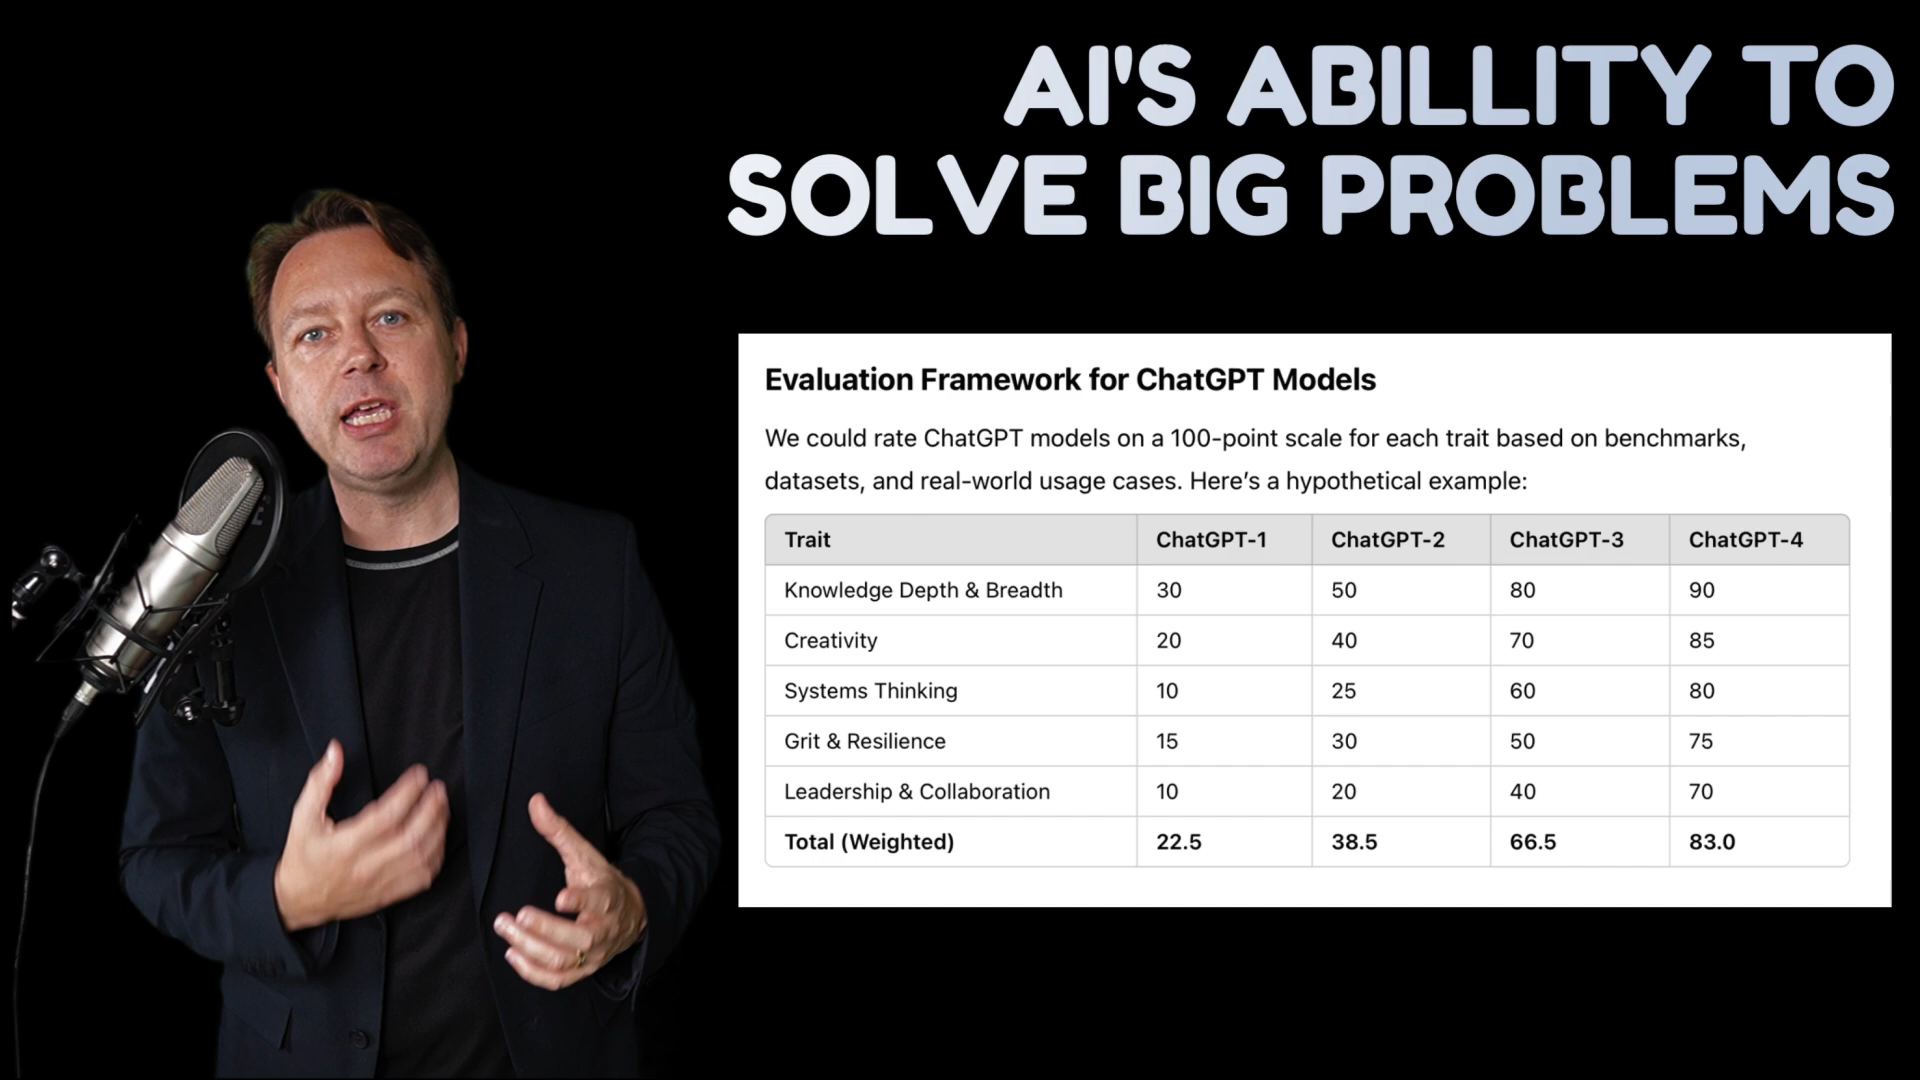 AI'S ABILLITY TO
SOLVE BIG PROBLEMS
Evaluation Framework for ChatGPT Models
We could rate ChatGPT models on a 100-point scale for each trait based on benchmarks,
datasets, and real-world usage cases. Here’s a hypothetical example:
Trait ChatGPT-1 ChatGPT-2 ChatGPT-3 ChatGPT-4
Knowledge Depth & Breadth 30 50 80 90
Creativity 20 40 70 85
Systems Thinking 10 25 60 80
Grit & Resilience 15 30 50 75
Leadership & Collaboration 10 20 40 70
Total (Weighted) 22.5 38.5 66.5 83.0